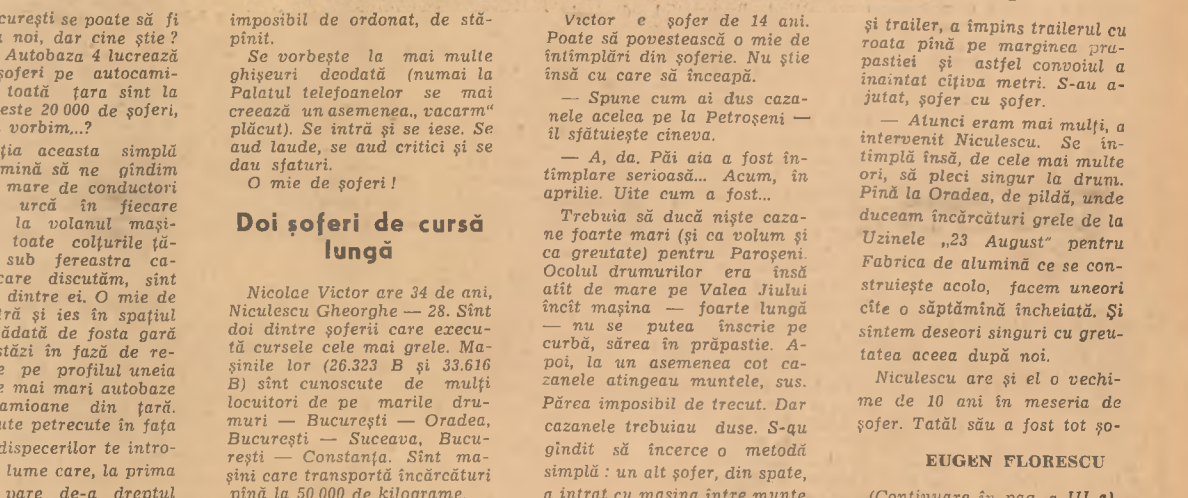 curești se poate să fi
noi, dar cine știe ?
Autobaza 4 lucrează
șoferi pe autocami-
toată țara sînt la
este 20 000 de șoferi,
vorbim...?
ția aceasta simplă
mină să ne gîndim
mare de conductori
urcă în fiecare
la volanul mași-
toate colțurile ță-
sub fereastra ca-
care discutăm, sînt
dintre ei. O mie de
tră și ies în spațiul
ădată de fosta gară
stăzi în fază de re-
e pe profilul uneia
e mai mari autobaze
amioane din țară.
ute petrecute în fața
dispecerilor te intro-
lume care, la prima
pare de-a dreptul
imposibil de ordonat, de stă-
pînit.
Se vorbește la mai multe
ghișeuri deodată (numai la
Palatul telefoanelor se mai
creează un asemenea„ vacarm“
plăcut). Se intră și se iese. Se
aud laude, se aud critici și se
dau sfaturi.
O mie de șoferi !
Doi șoferi de cursă
lungă
Nicolae Victor are 34 de ani,
Niculescu Gheorghe — 28. Sînt
doi dintre șoferii care execu-
tă cursele cele mai grele. Ma-
șinile lor (26.323 B și 33.616
B) sînt cunoscute de mulți
locuitori de pe marile dru-
muri — București — Oradea,
București — Suceava, Bucu-
rești — Constanța. Sînt ma-
șini care transportă încărcături
pînă la 50 000 de kilograme.
Victor e șofer de 14 ani.
Poate să povestească o mie de
întîmplări din șoferie. Nu știe
însă cu care să înceapă.
— Spune cum ai dus caza-
nele acelea pe la Petroșeni —
îl sfătuiește cineva.
— A, da. Păi aia a fost în-
tîmplare serioasă... Acum, în
aprilie. Uite cum a fost...
Trebuia să ducă niște caza-
ne foarte mari (și ca volum și
ca greutate) pentru Paroșeni.
Ocolul drumurilor era însă
atît de mare pe Valea Jiului
încît mașina — foarte lungă
— nu se putea înscrie pe
curbă, sărea în prăpastie. A-
poi, la un asemenea cot ca-
zanele atingeau muntele, sus.
Părea imposibil de trecut. Dar
cazanele trebuiau duse. S-au
gîndit să încerce o metodă
simplă : un alt șofer, din spate,
a intrat cu mașina între munte
și trailer, a împins trailerul cu
roata pînă pe marginea pră-
pastiei și astfel convoiul a
înaintat cîțiva metri. S-au a-
jutat, șofer cu șofer.
— Atunci eram mai mulți, a
intervenit Niculescu. Se în-
timplă însă, de cele mai multe
ori, să pleci singur la drum.
Pînă la Oradea, de pildă, unde
duceam încărcături grele de la
Uzinele „23 August“ pentru
Fabrica de alumină ce se con-
struiește acolo, facem uneori
cîte o săptămînă încheiată. Și
sîntem deseori singuri cu greu-
tatea aceea după noi.
Niculescu are și el o vechi-
me de 10 ani în meseria de
șofer. Tatăl său a fost tot șo-
EUGEN FLORESCU
(Continuare în pag. a III-a)